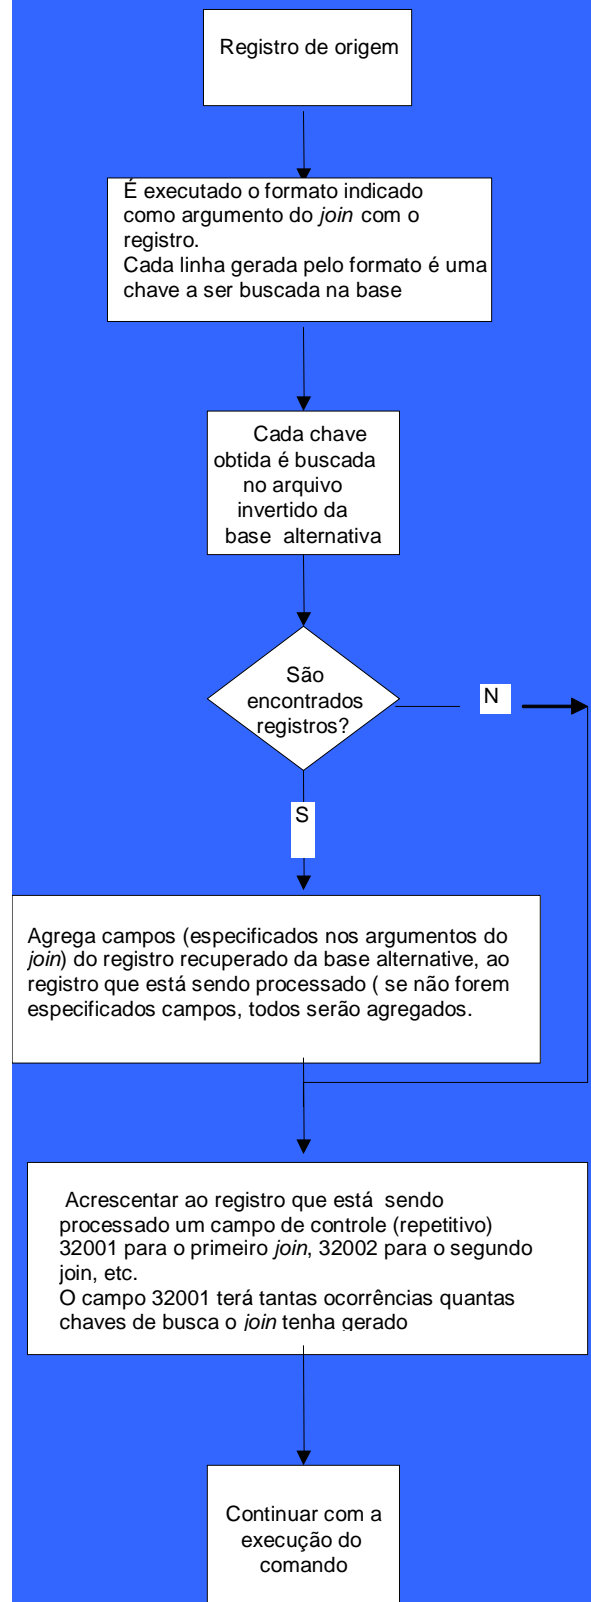 Registro de origem
É executado o formato indicado
como argumento do join com o
registro.
Cada linha gerada pelo formato é uma
chave a ser buscada na base
Cada chave
obtida é buscada
no arquivo
invertido da
base alternativa
São
encontrados
registros?
N
S
Agrega campos (especificados nos argumentos do
join) do registro recuperado da base alternative, ao
registro que está sendo processado ( se não forem
especificados campos, todos serão agregados.
Acrescentar ao registro que está sendo
processado um campo de controle (repetitivo)
32001 para o primeiro join, 32002 para o segundo
join, etc.
O campo 32001 terá tantas ocorrências quantas
chaves de busca o join tenha gerado
Continuar com a
execução do
comando